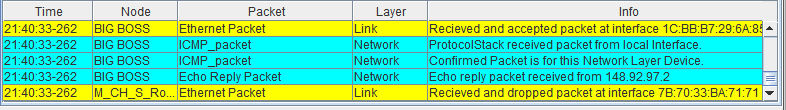 Time Node Packet Layer Info
21:40:33-262 BIG BOSS Ethernet Packet Link Recieved and accepted packet at interface 1C:BB:B7:29:6A:85
21:40:33-262 BIG BOSS ICMP_packet Network ProtocolStack received packet from local Interface.
21:40:33-262 BIG BOSS ICMP_packet Network Confirmed Packet is for this Network Layer Device.
21:40:33-262 BIG BOSS Echo Reply Packet Network Echo reply packet received from 148.92.97.2
21:40:33-262 M_CH_S_Ro... Ethernet Packet Link Recieved and dropped packet at interface 7B:70:33:BA:71:71